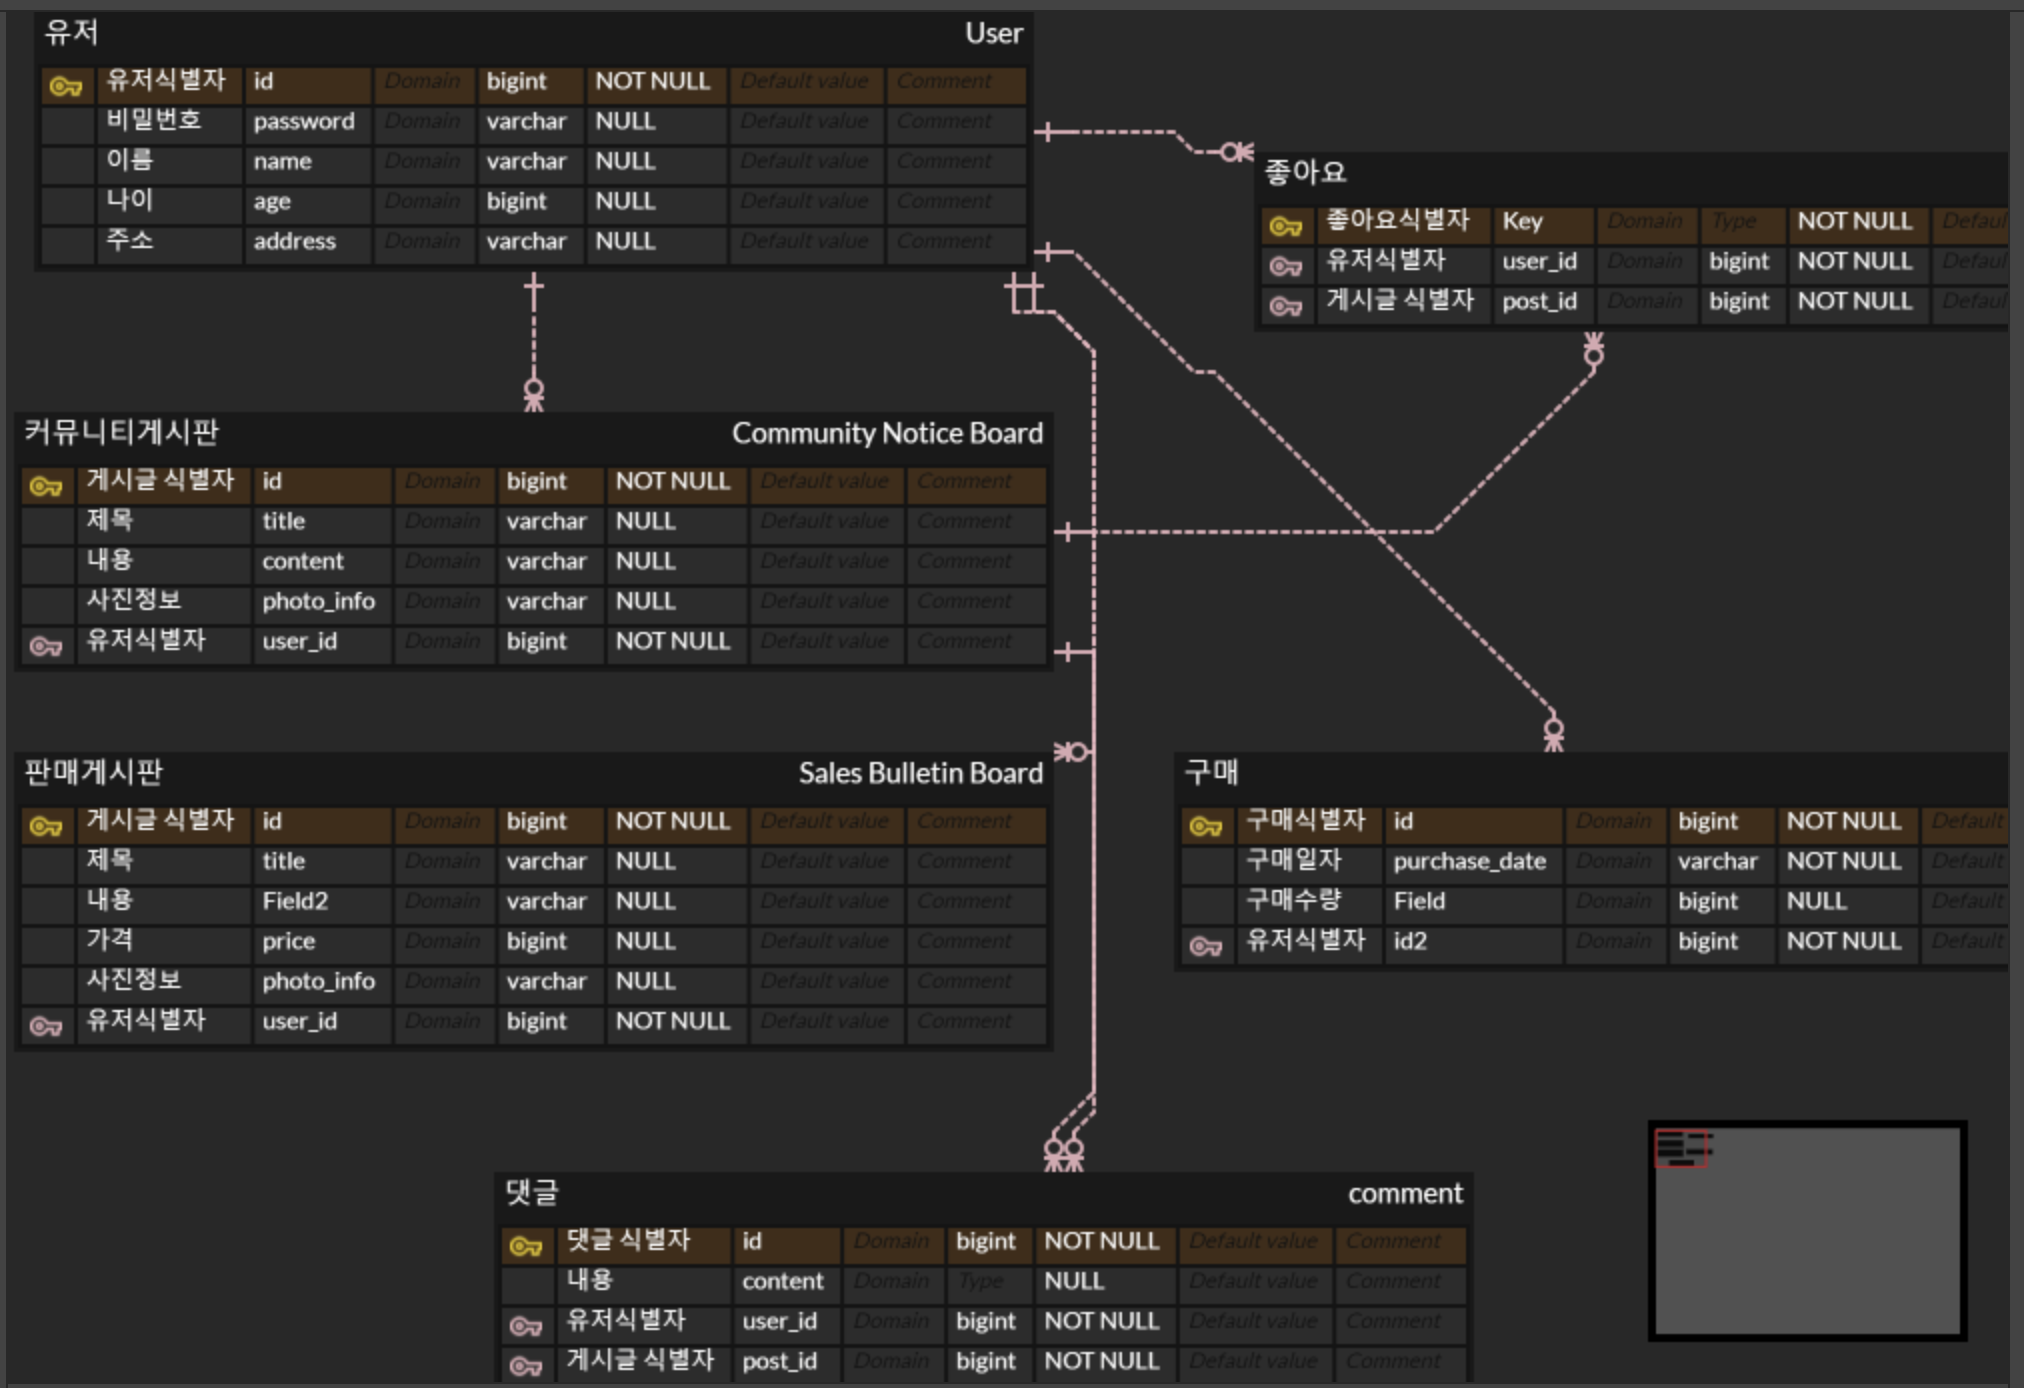 유저 User
유저식별자 id Domain bigint NOT NULL Default value Comment
비밀번호 password Domain varchar NULL Default value Comment
이름 name Domain varchar NULL Default value Comment
나이 age Domain bigint NULL Default value Comment
주소 address Domain varchar NULL Default value Comment
좋아요
좋아요식별자 Key Domain Type NOT NULL Defaul
유저식별자 user_id Domain bigint NOT NULL Defaul
게시글 식별자 post_id Domain bigint NOT NULL Defaul
커뮤니티게시판 Community Notice Board
게시글 식별자 id Domain bigint NOT NULL Default value Comment
제목 title Domain varchar NULL Default value Comment
내용 content Domain varchar NULL Default value Comment
사진정보 photo_info Domain varchar NULL Default value Comment
유저식별자 user_id Domain bigint NOT NULL Default value Comment
판매게시판 Sales Bulletin Board
게시글 식별자 id Domain bigint NOT NULL Default value Comment
제목 title Domain varchar NULL Default value Comment
내용 Field2 Domain varchar NULL Default value Comment
가격 price Domain bigint NULL Default value Comment
사진정보 photo_info Domain varchar NULL Default value Comment
유저식별자 user_id Domain bigint NOT NULL Default value Comment
구매
구매식별자 id Domain bigint NOT NULL Default
구매일자 purchase_date Domain varchar NOT NULL Default
구매수량 Field Domain bigint NULL Default
유저식별자 id2 Domain bigint NOT NULL Default
댓글 comment
댓글 식별자 id Domain bigint NOT NULL Default value Comment
내용 content Domain Type NULL Default value Comment
유저식별자 user_id Domain bigint NOT NULL Default value Comment
게시글 식별자 post_id Domain bigint NOT NULL Default value Comment